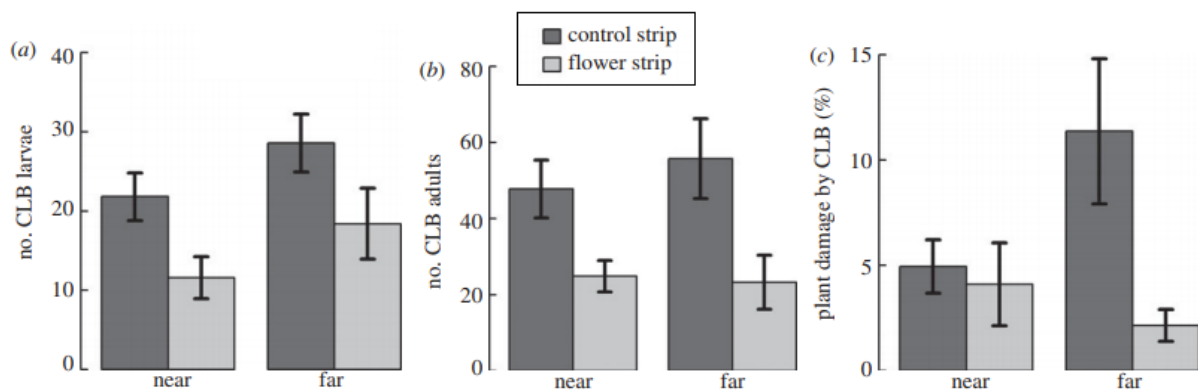 control strip
flower strip
(a)
40
30
20
10
0
no. CLB larvae
near
far
(b)
80
60
40
20
0
no. CLB adults
near
far
(c)
15
10
5
0
plant damage by CLB (%)
near
far